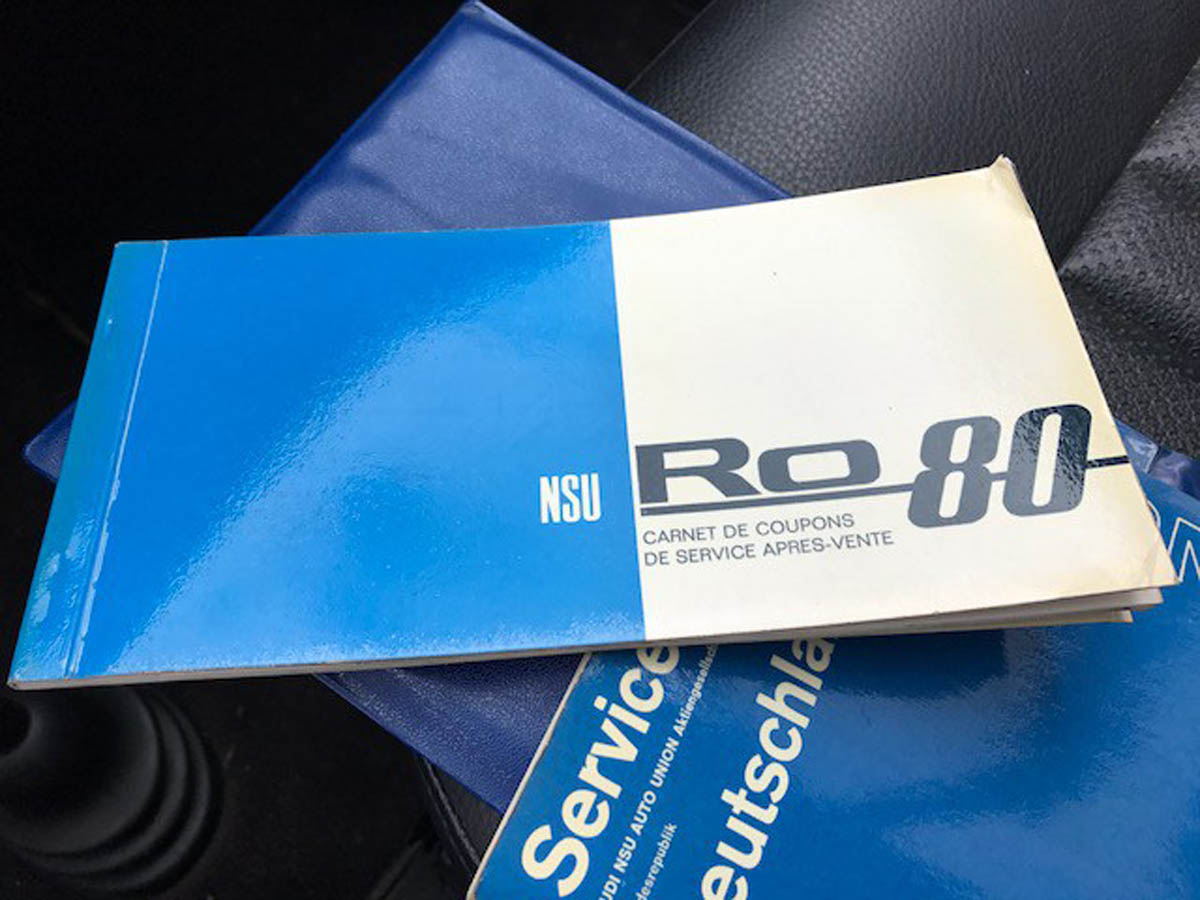 NSU
Ro 80
CARNET DE COUPONS
DE SERVICE APRES-VENTE
Service
UDI NSU AUTO UNION Aktiengesellsch
eutschla
desrepublik